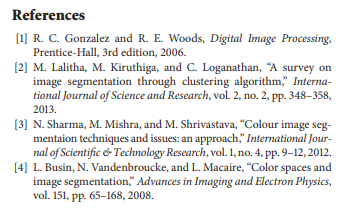 References
[1] R. C. Gonzalez and R. E. Woods, Digital Image Processing,
Prentice-Hall, 3rd edition, 2006.
[2] M. Lalitha, M. Kiruthiga, and C. Loganathan, “A survey on
image segmentation through clustering algorithm,” Interna-
tional Journal of Science and Research, vol. 2, no. 2, pp. 348–358,
2013.
[3] N. Sharma, M. Mishra, and M. Shrivastava, “Colour image seg-
mentaion techniques and issues: an approach,” International Jour-
nal of Scientific & Technology Research, vol. 1, no. 4, pp. 9–12, 2012.
[4] L. Busin, N. Vandenbroucke, and L. Macaire, “Color spaces and
image segmentation,” Advances in Imaging and Electron Physics,
vol. 151, pp. 65–168, 2008.